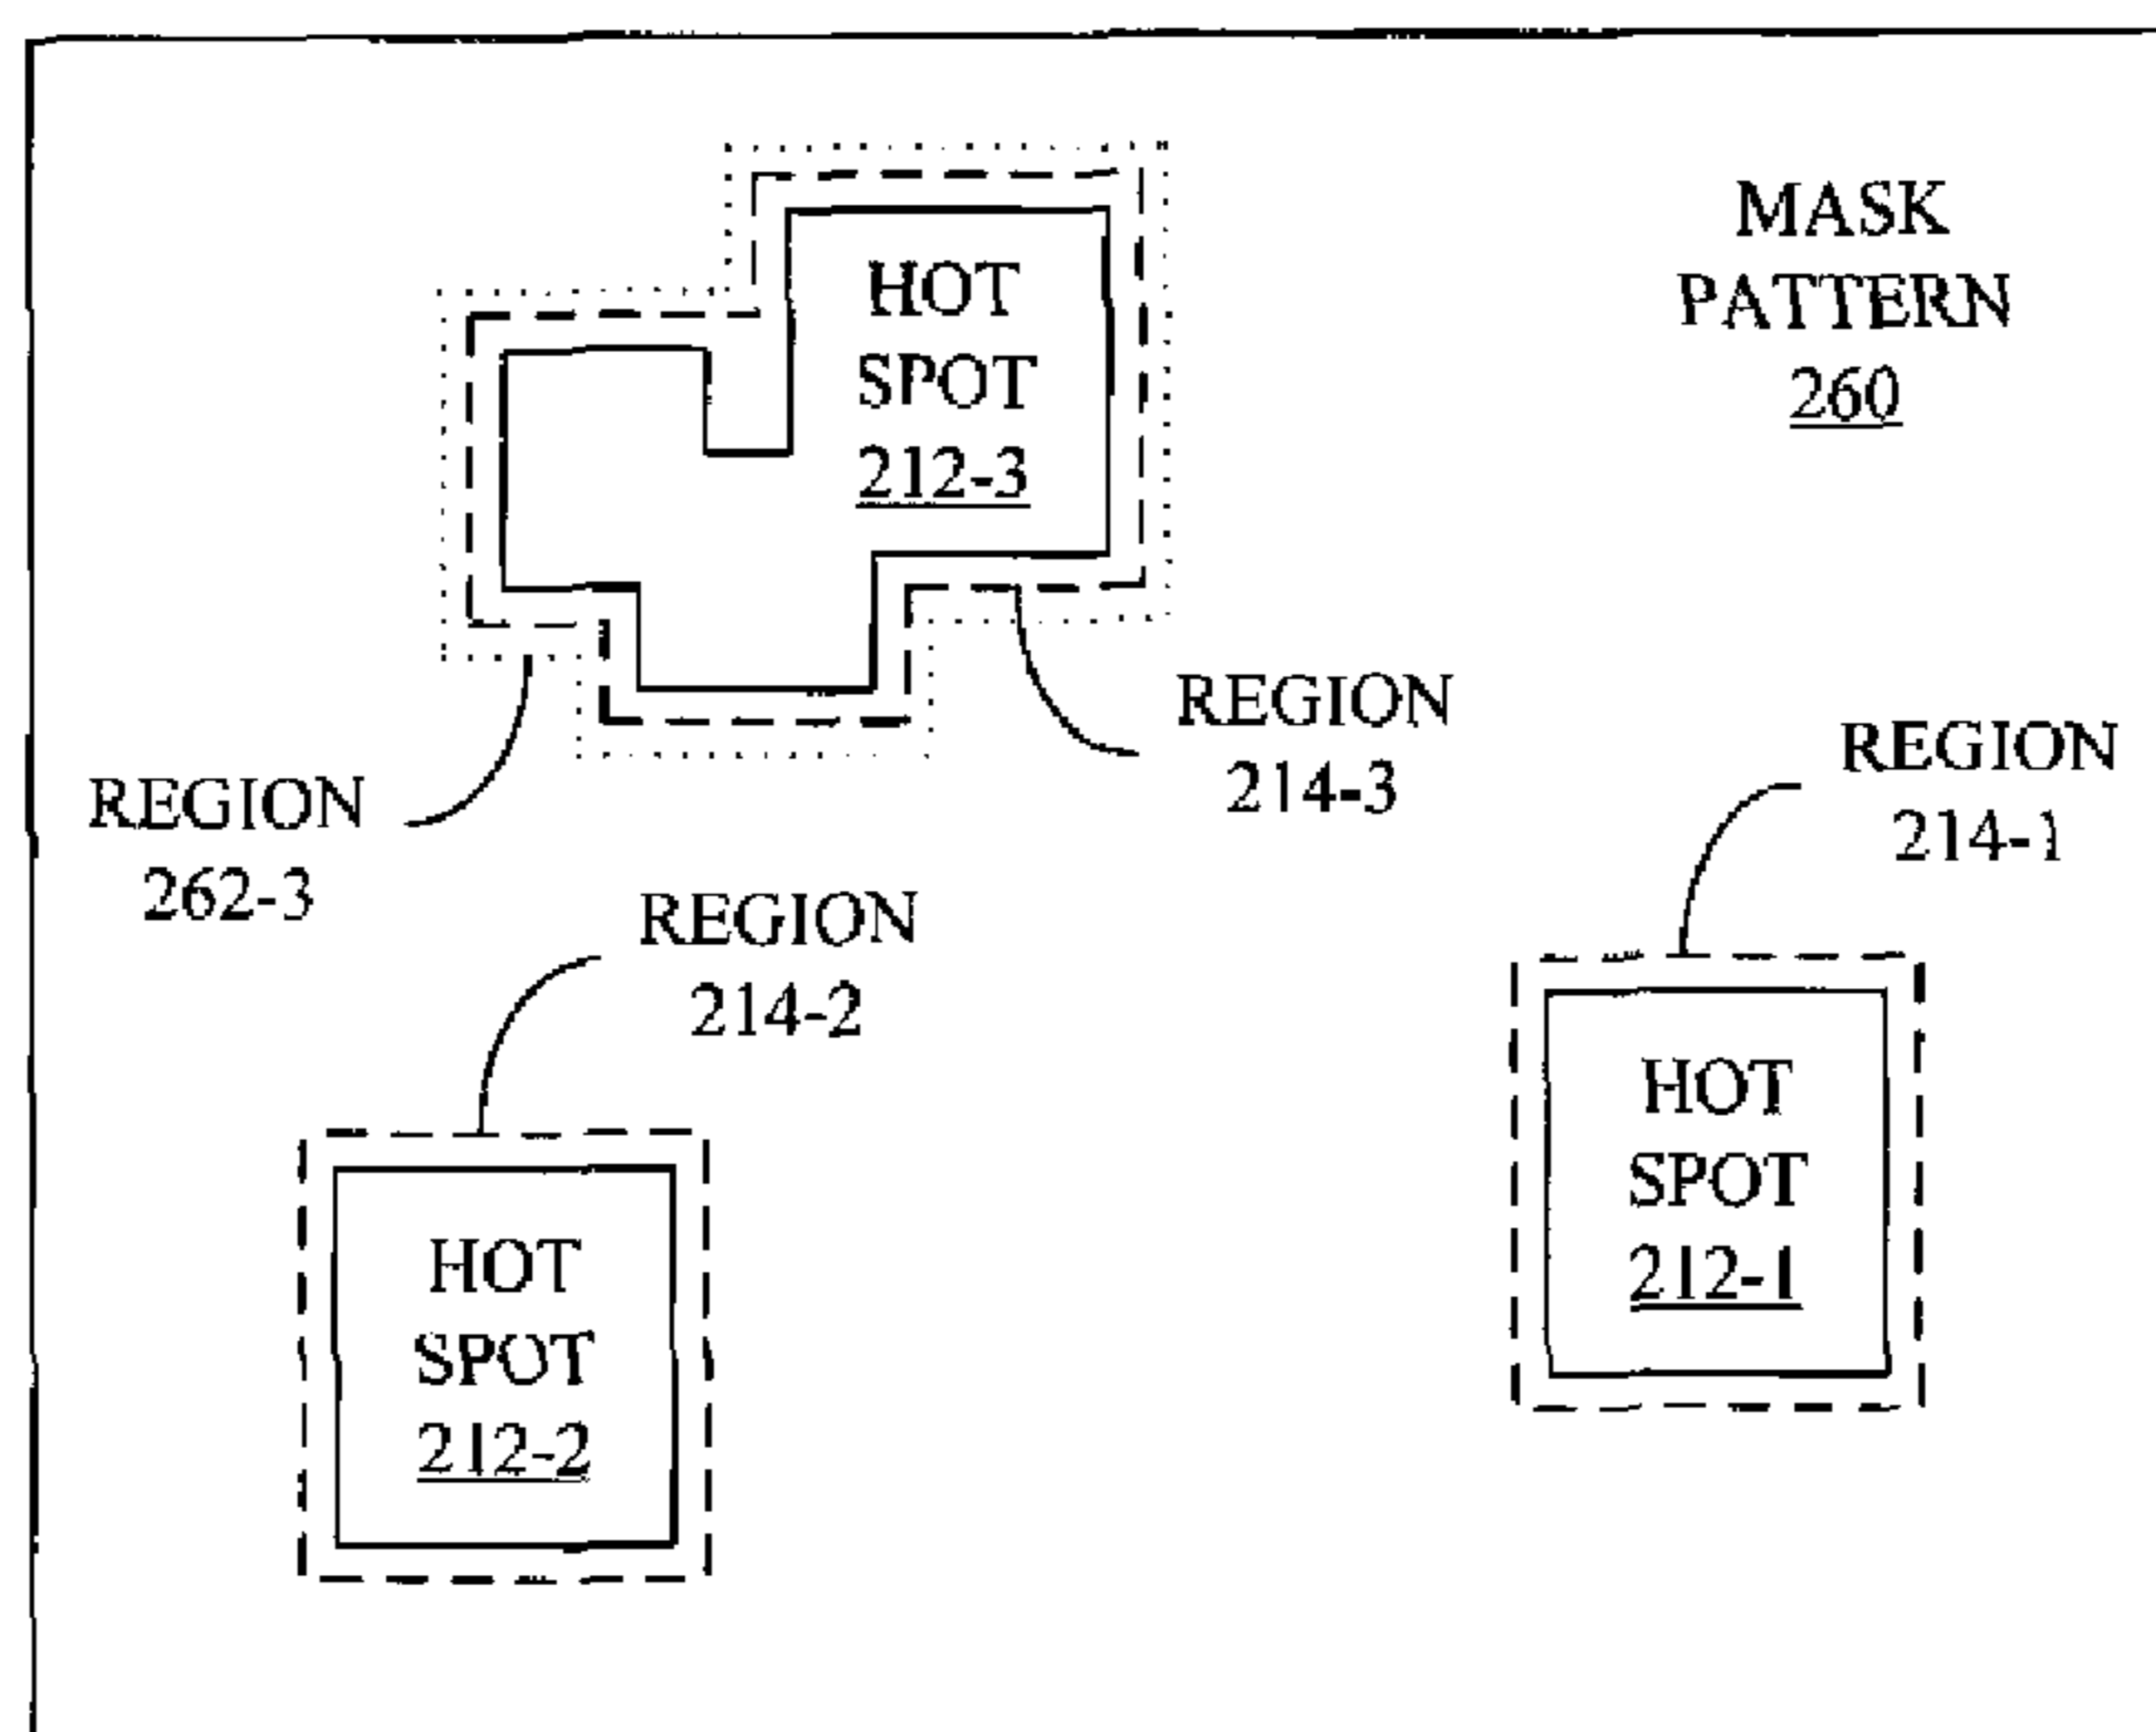 MASK
PATTERN
260
HOT
SPOT
212-3
REGION
214-3
REGION
214-1
REGION
262-3
REGION
214-2
HOT
SPOT
212-1
HOT
SPOT
212-2